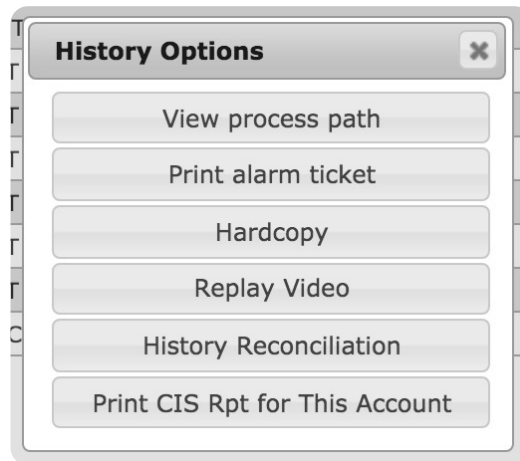 History Options
View process path
Print alarm ticket
Hardcopy
Replay Video
History Reconciliation
Print CIS Rpt for This Account